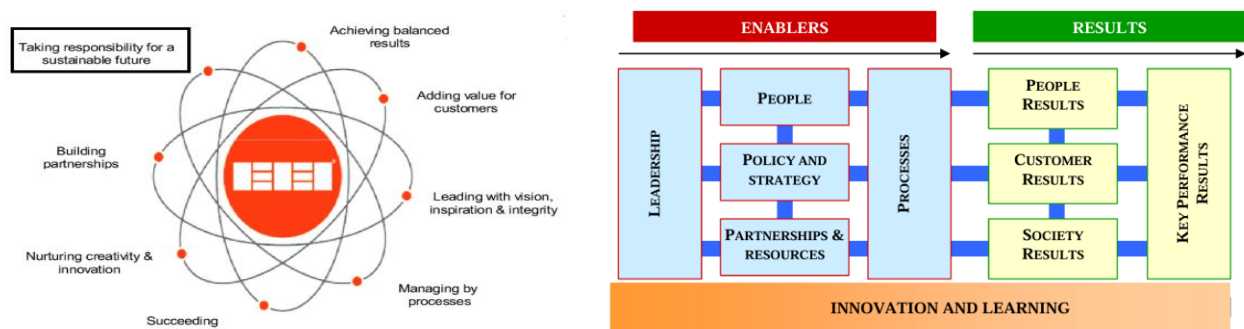 Taking responsibility for a
sustainable future
Achieving balanced
results
Adding value for
customers
Building
partnerships
Leading with vision,
inspiration & integrity
Nurturing creativity &
innovation
Managing by
processes
Succeeding
ENABLERS
RESULTS
LEADERSHIP
PEOPLE
POLICY AND
STRATEGY
PARTNERSHIPS &
RESOURCES
PROCESSES
PEOPLE
RESULTS
CUSTOMER
RESULTS
SOCIETY
RESULTS
KEY PERFORMANCE
RESULTS
INNOVATION AND LEARNING